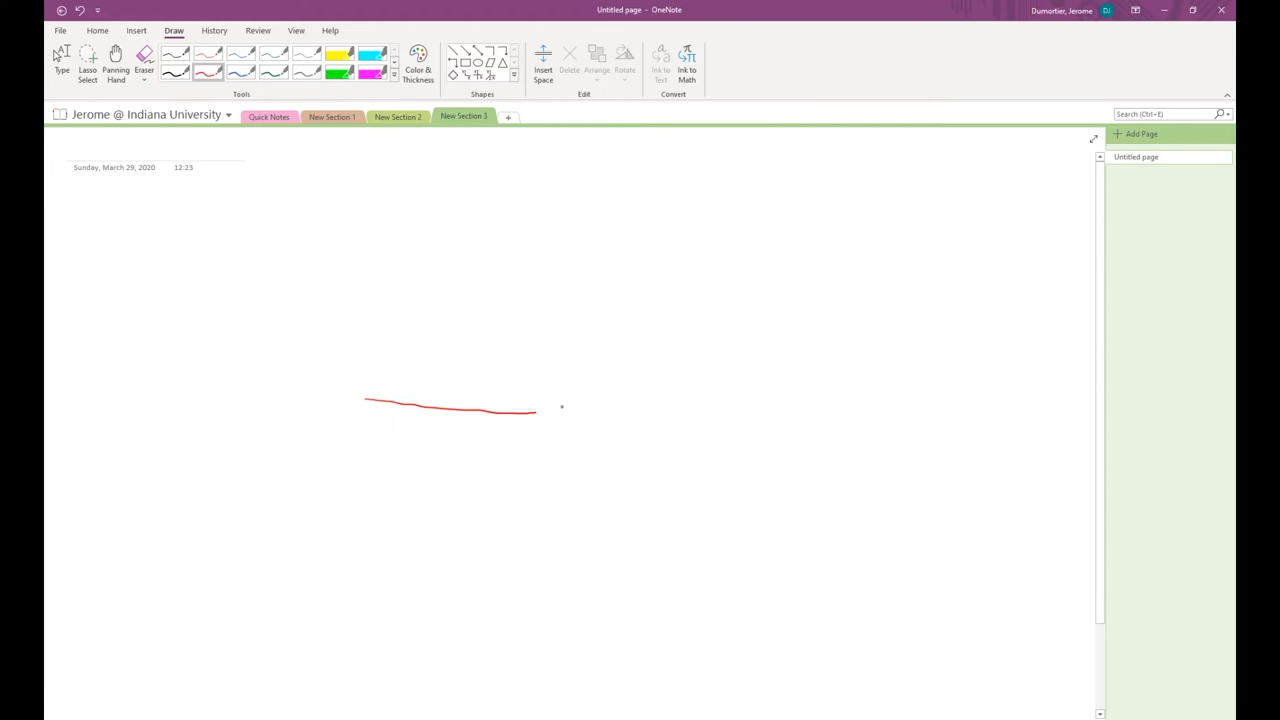 Untitled page - OneNote
Dumortier, Jerome
DJ
File
Home
Insert
Draw
History
Review
View
Help
Type
Lasso
Select
Panning
Hand
Eraser
Color &
Thickness
Insert
Space
Delete
Arrange
Rotate
Ink to
Text
Ink to
Math
Tools
Shapes
Edit
Convert
Jerome @ Indiana University
Quick Notes
New Section 1
New Section 2
New Section 3
Search (Ctrl+E)
Add Page
Untitled page
Sunday, March 29, 2020
12:23